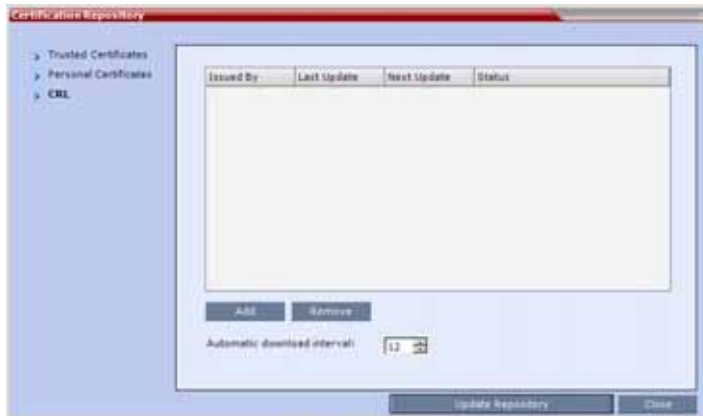 Certification Repository
Trusted Certificates
Personal Certificates
CRL
Issued By Last Update Next Update Status
Add Remove
Automatic download interval: 12
Update Repository Close